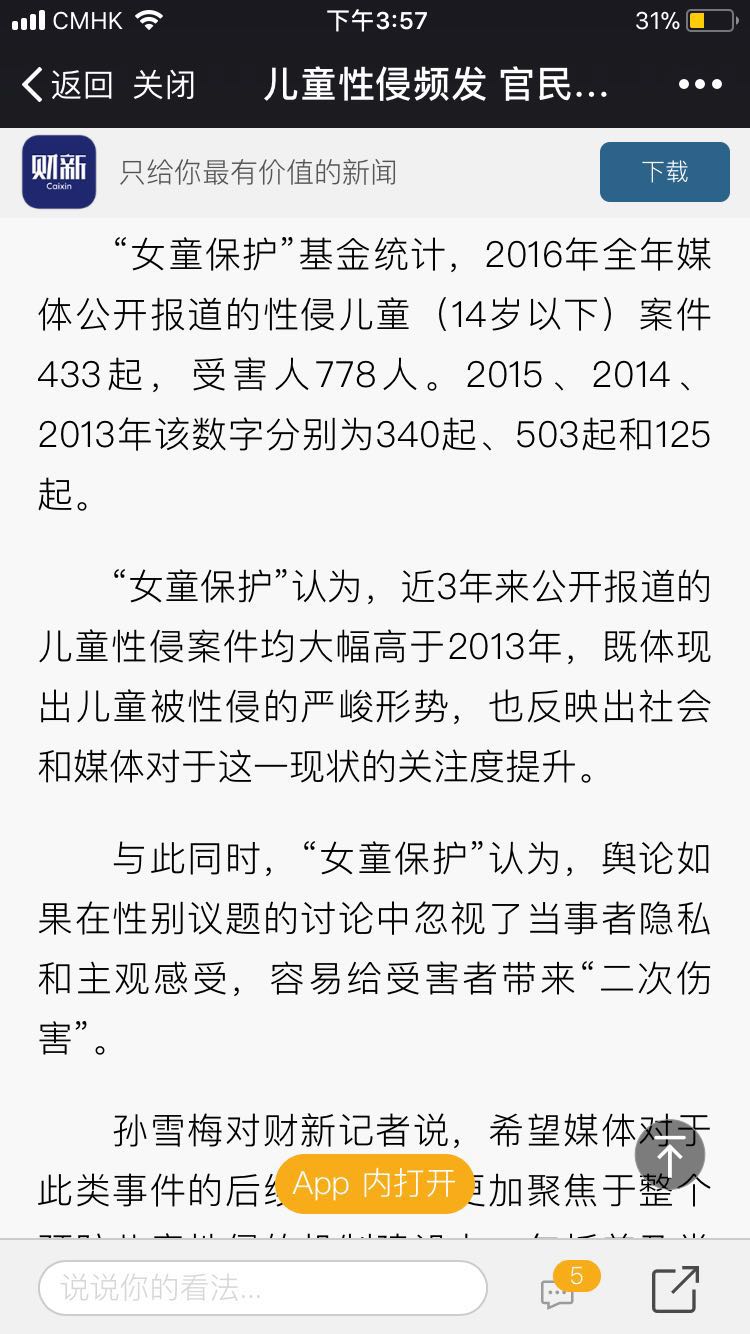 CMHK 下午3:57 31%
返回 关闭 儿童性侵频发 官民...
财新
Caixin
只给你最有价值的新闻
下载
“女童保护”基金统计，2016年全年媒
体公开报道的性侵儿童（14岁以下）案件
433起，受害人778人。2015、2014、
2013年该数字分别为340起、503起和125
起。
“女童保护”认为，近3年来公开报道的
儿童性侵案件均大幅高于2013年，既体现
出儿童被性侵的严峻形势，也反映出社会
和媒体对于这一现状的关注度提升。
与此同时，“女童保护”认为，舆论如
果在性别议题的讨论中忽视了当事者隐私
和主观感受，容易给受害者带来“二次伤
害”。
孙雪梅对财新记者说，希望媒体对于
此类事件的后续 更加聚焦于整个
App 内打开
说说你的看法...
5